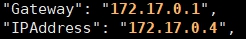 "Gateway": "172.17.0.1",
"IPAddress": "172.17.0.4",